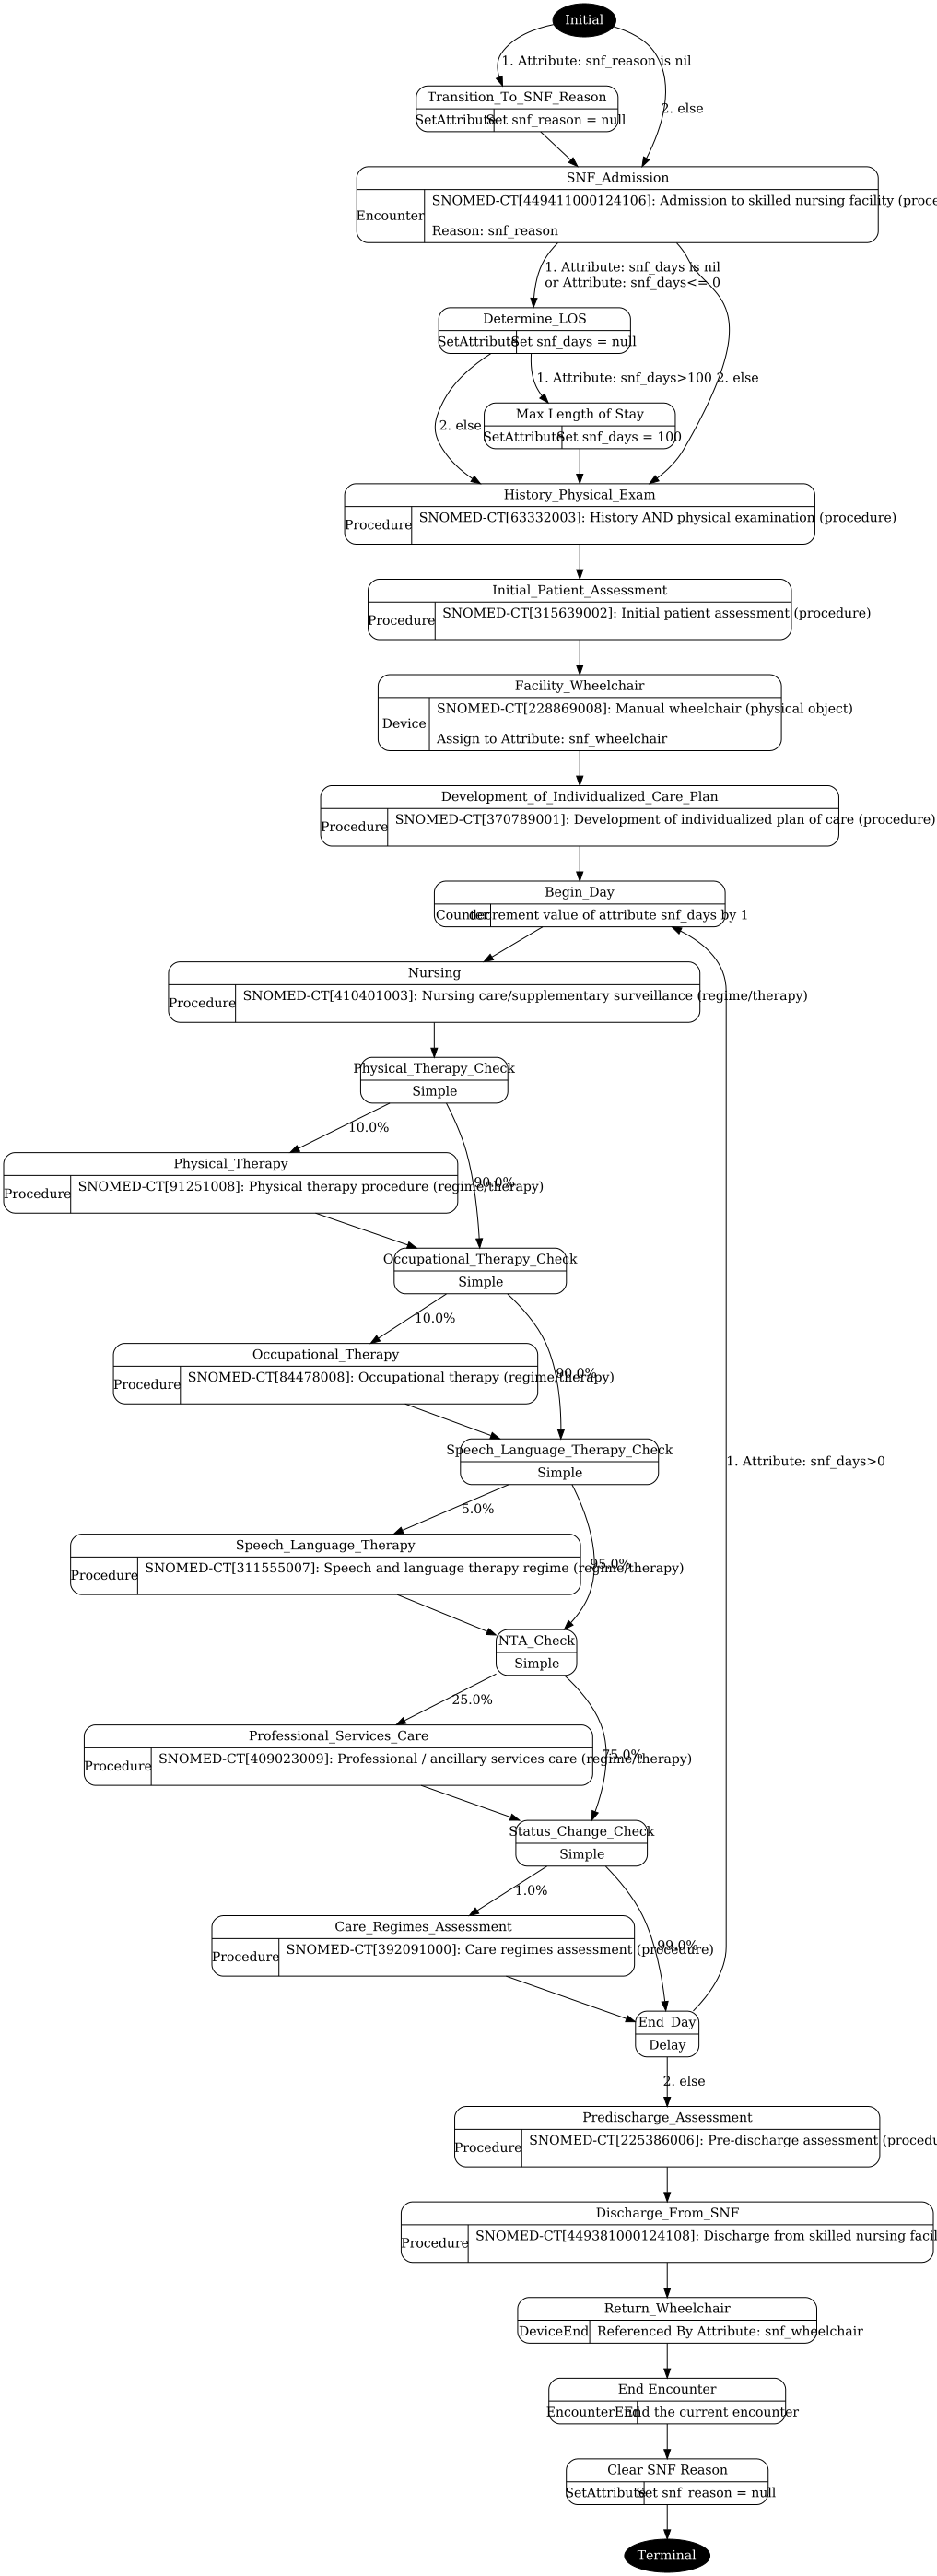 Initial
1. Attribute: snf_reason is nil
Transition_To_SNF_Reason
2. else
SetAttribute
Set snf_reason = null
SNF_Admission
Encounter
SNOMED-CT[449411000124106]: Admission to skilled nursing facility (proce
Reason: snf_reason
1. Attribute: snf_days is nil
or Attribute: snf_days<= 0
Determine_LOS
SetAttribute
Set snf_days = null
1. Attribute: snf_days>100
2. else
Max Length of Stay
2. else
SetAttribute
Set snf_days = 100
History_Physical_Exam
Procedure
SNOMED-CT[63332003]: History AND physical examination (procedure)
Initial_Patient_Assessment
Procedure
SNOMED-CT[315639002]: Initial patient assessment (procedure)
Facility_Wheelchair
Device
SNOMED-CT[228869008]: Manual wheelchair (physical object)
Assign to Attribute: snf_wheelchair
Development_of_Individualized_Care_Plan
Procedure
SNOMED-CT[370789001]: Development of individualized plan of care (procedure)
Begin_Day
Counter
decrement value of attribute snf_days by 1
Nursing
Procedure
SNOMED-CT[410401003]: Nursing care/supplementary surveillance (regime/therapy)
Physical_Therapy_Check
Simple
10.0%
Physical_Therapy
90.0%
Procedure
SNOMED-CT[91251008]: Physical therapy procedure (regime/therapy)
Occupational_Therapy_Check
Simple
10.0%
Occupational_Therapy
90.0%
Procedure
SNOMED-CT[84478008]: Occupational therapy (regime/therapy)
Speech_Language_Therapy_Check
1. Attribute: snf_days>0
Simple
5.0%
Speech_Language_Therapy
95.0%
Procedure
SNOMED-CT[311555007]: Speech and language therapy regime (regime/therapy)
NTA_Check
Simple
25.0%
Professional_Services_Care
75.0%
Procedure
SNOMED-CT[409023009]: Professional / ancillary services care (regime/therapy)
Status_Change_Check
Simple
1.0%
Care_Regimes_Assessment
99.0%
Procedure
SNOMED-CT[392091000]: Care regimes assessment (procedure)
End_Day
Delay
2. else
Predischarge_Assessment
Procedure
SNOMED-CT[225386006]: Pre-discharge assessment (procedu
Discharge_From_SNF
Procedure
SNOMED-CT[449381000124108]: Discharge from skilled nursing facil
Return_Wheelchair
DeviceEnd
Referenced By Attribute: snf_wheelchair
End Encounter
EncounterEnd
End the current encounter
Clear SNF Reason
SetAttribute
Set snf_reason = null
Terminal